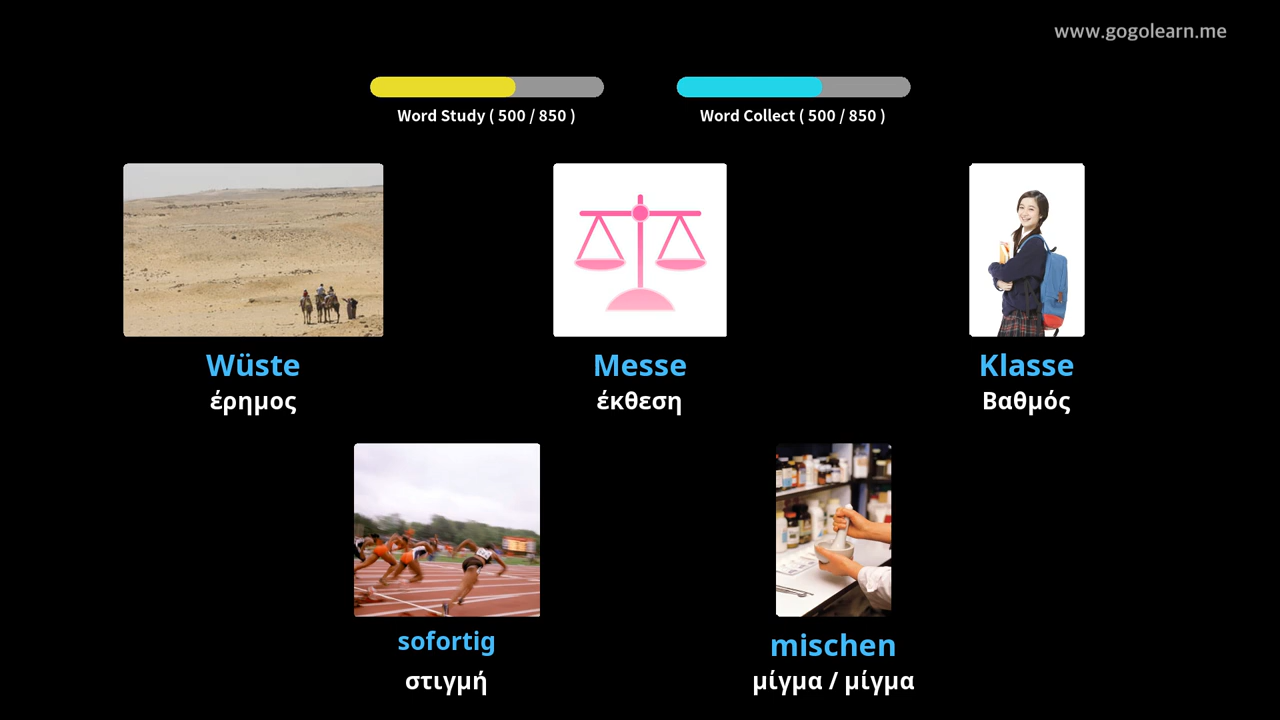 www.gogolearn.me
Word Study ( 500 / 850 )
Word Collect ( 500 / 850 )
Wüste
έρημος
Messe
έκθεση
Klasse
Βαθμός
sofortig
στιγμή
mischen
μίγμα / μίγμα